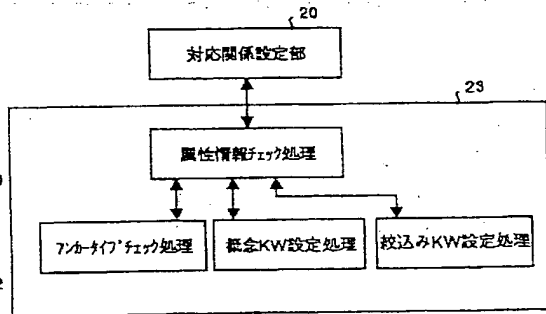 20
対応関係設定部
23
属性情報チェック処理
アンカータイプチェック処理
概念KW設定処理
絞込みKW設定処理